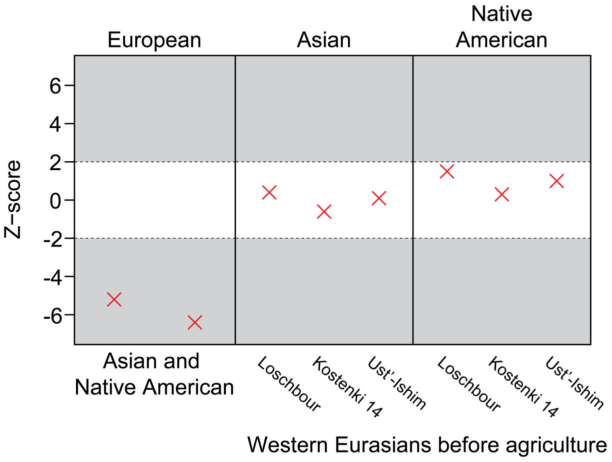 European
Asian
Native
American
6
4
2
0
-2
-4
-6
Z−score
Asian and
Native American
Loschbour
Kostenki 14
Ust'-Ishim
Loschbour
Kostenki 14
Ust'-Ishim
Western Eurasians before agriculture